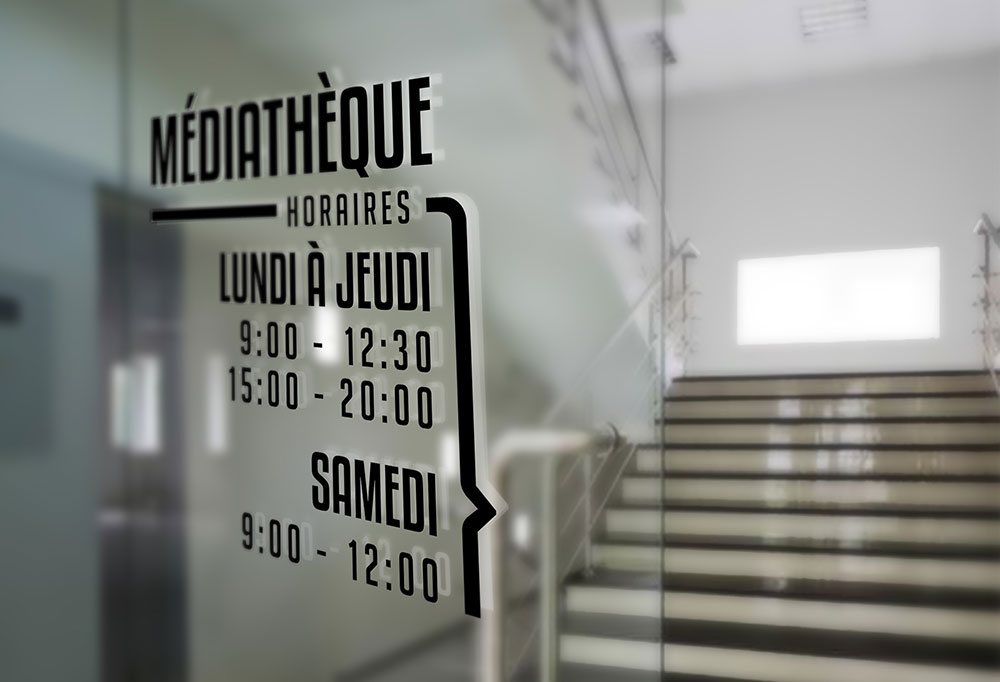 MÉDIATHÈQUE
HORAIRES
LUNDI À JEUDI
9:00 - 12:30
15:00 - 20:00
SAMEDI
9:00 - 12:00